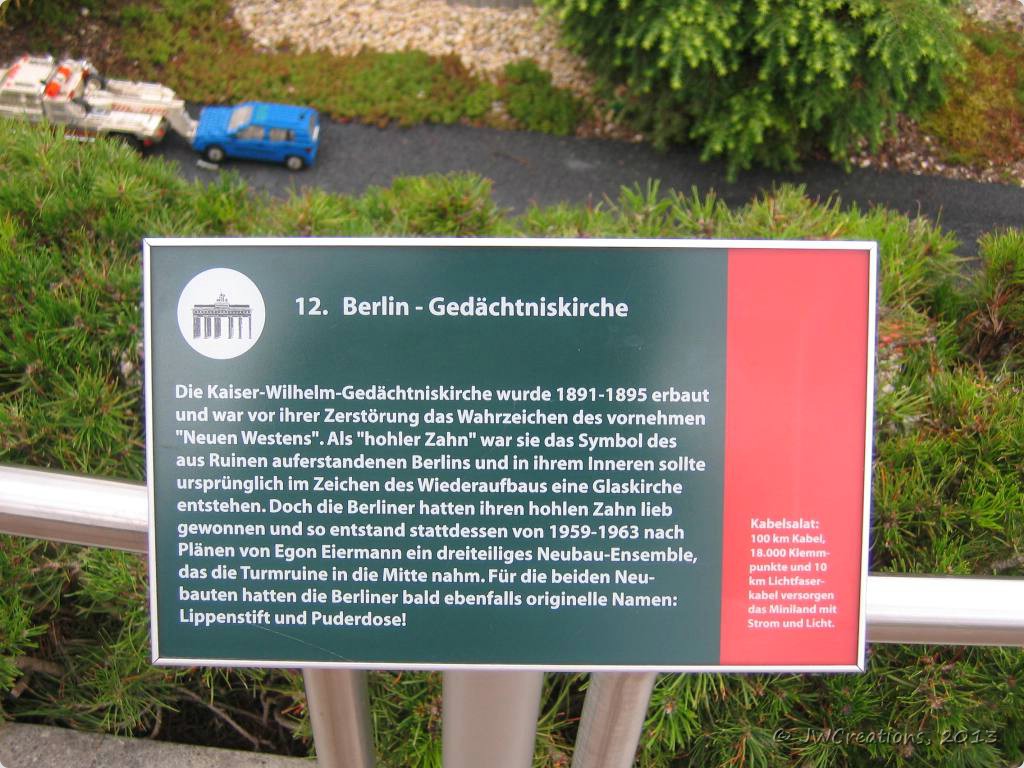 12. Berlin - Gedächtniskirche
Die Kaiser-Wilhelm-Gedächtniskirche wurde 1891-1895 erbaut
und war vor ihrer Zerstörung das Wahrzeichen des vornehmen
"Neuen Westens". Als "hohler Zahn" war sie das Symbol des
aus Ruinen auferstandenen Berlins und in ihrem Inneren sollte
ursprünglich im Zeichen des Wiederaufbaus eine Glaskirche
entstehen. Doch die Berliner hatten ihren hohlen Zahn lieb
gewonnen und so entstand stattdessen von 1959-1963 nach
Plänen von Egon Eiermann ein dreiteiliges Neubau-Ensemble,
das die Turmruine in die Mitte nahm. Für die beiden Neu-
bauten hatten die Berliner bald ebenfalls originelle Namen:
Lippenstift und Puderdose!
Kabelsalat:
100 km Kabel,
18.000 Klemm-
punkte und 10
km Lichtfaser-
kabel versorgen
das Miniland mit
Strom und Licht.
© JWCreations, 2013